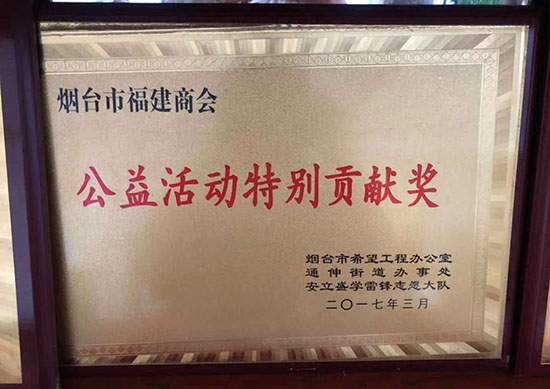 烟台市福建商会
公益活动特别贡献奖
烟台市希望工程办公室
通伸街道办事处
安立盛学雷锋志愿大队
二〇一七年三月